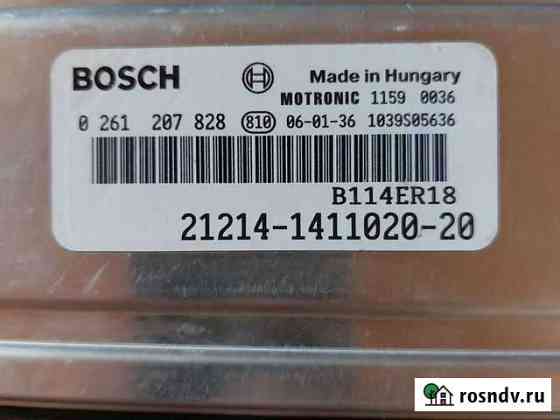 BOSCH
Made in Hungary
MOTRONIC 1159 0036
0 261 207 828 810 06-01-36 1039S05636
B114ER18
21214-1411020-20
rosndv.ru